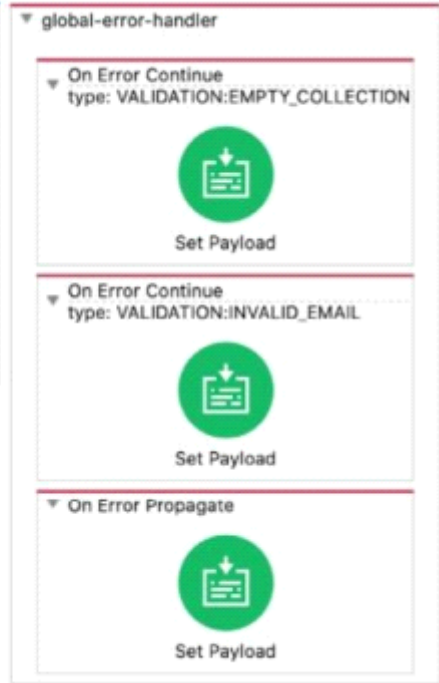 global-error-handler
On Error Continue
type: VALIDATION:EMPTY_COLLECTION
Set Payload
On Error Continue
type: VALIDATION:INVALID_EMAIL
Set Payload
On Error Propagate
Set Payload